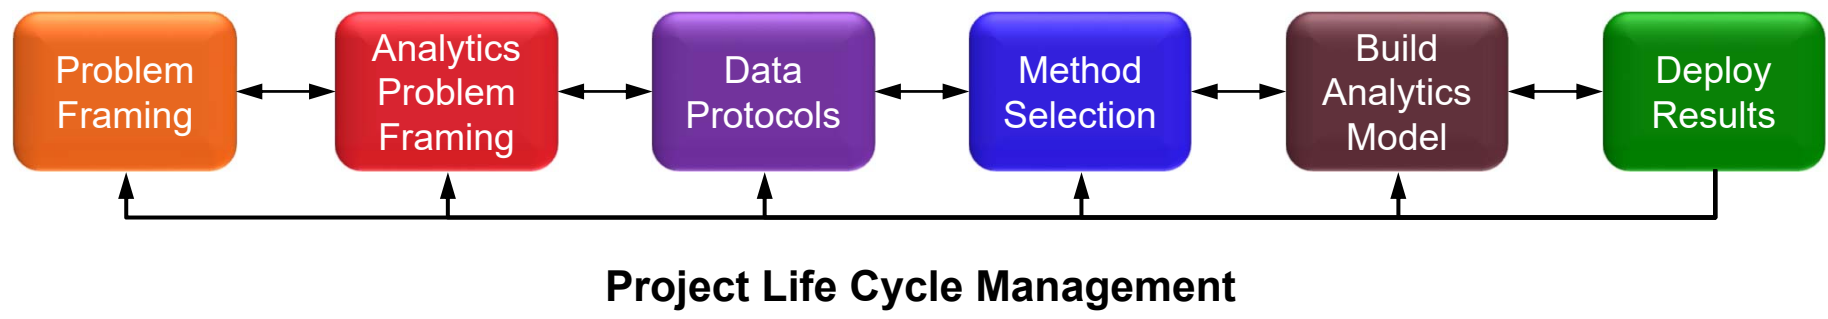 Problem
Framing
Analytics
Problem
Framing
Data
Protocols
Method
Selection
Build
Analytics
Model
Deploy
Results
Project Life Cycle Management